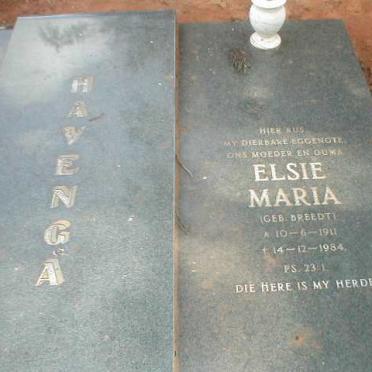 HAVENGA
HIER RUS
MY DIERBARE EGGENOTE,
ONS MOEDER EN OUMA
ELSIE
MARIA
(GEB. BREEDT)
* 10-6-1911
† 14-12-1984.
PS. 23:1.
DIE HERE IS MY HERDE